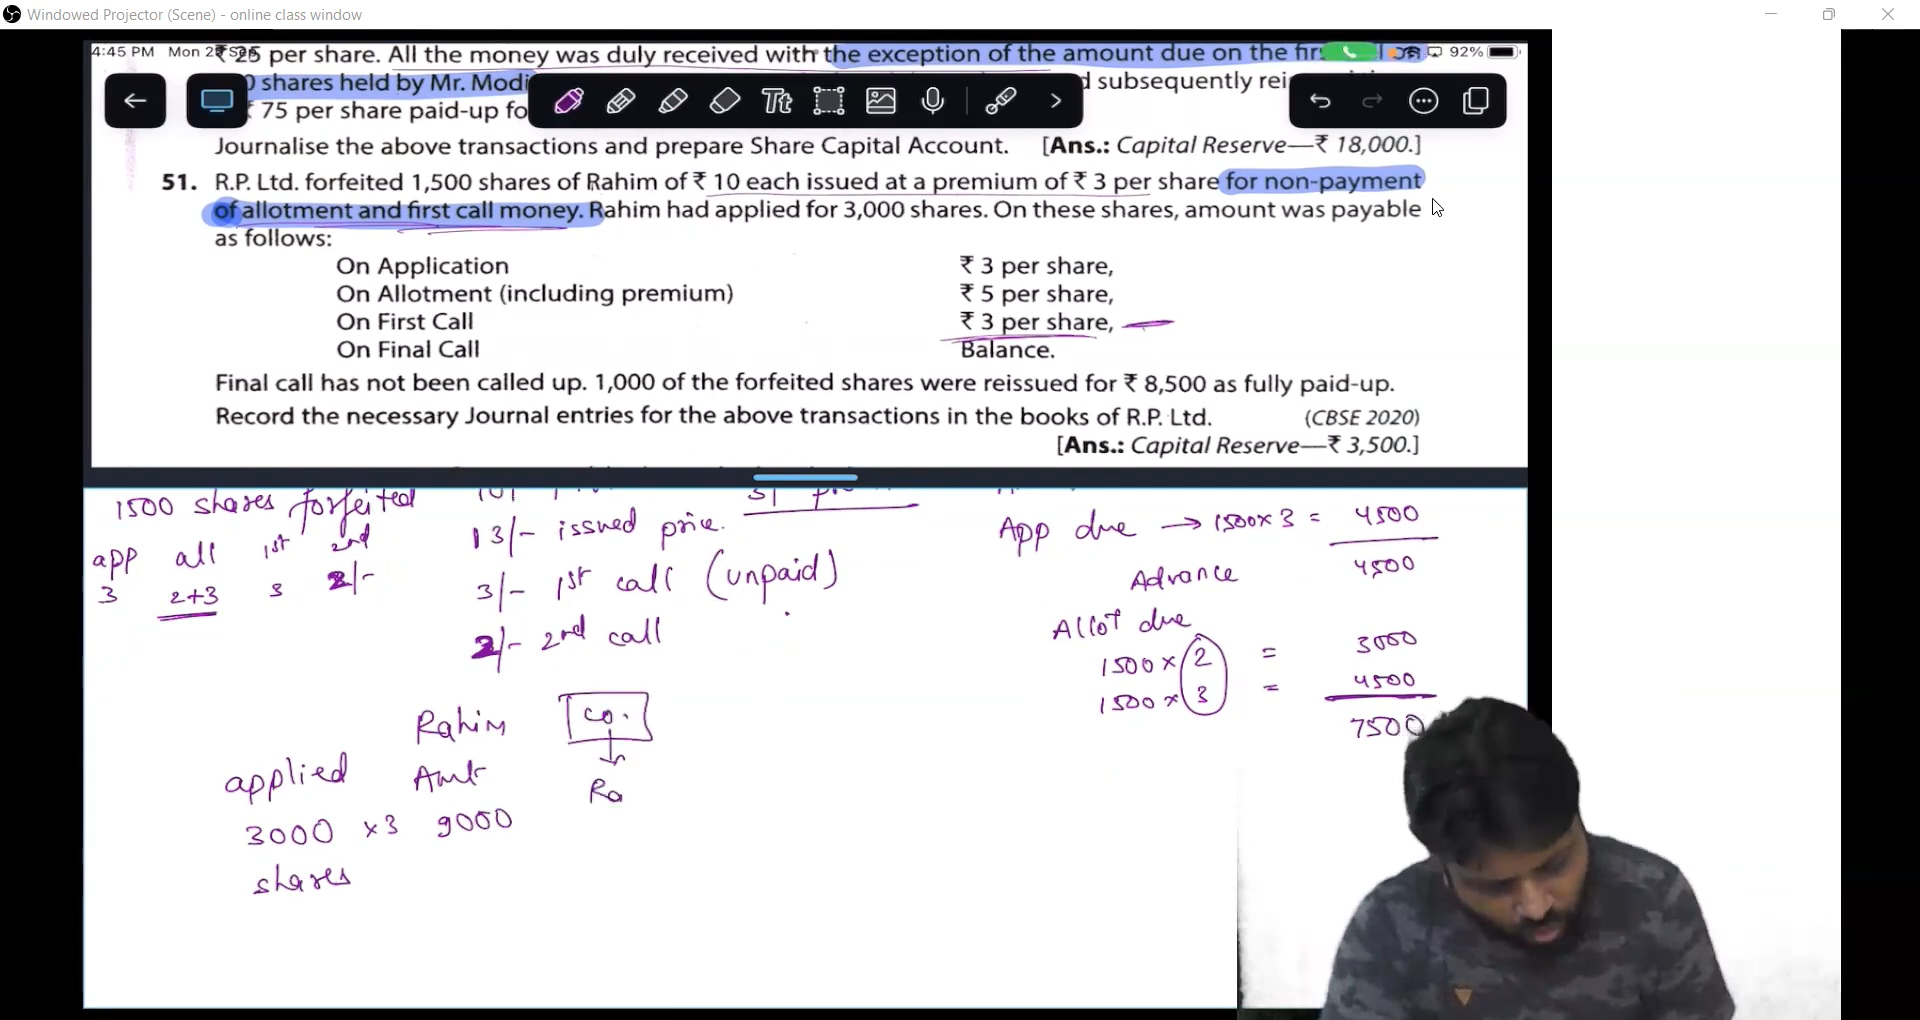 Windowed Projector (Scene) - online class window
4:45 PM Mon 2 Sep 92%
₹ 25 per share. All the money was duly received with the exception of the amount due on the
shares held by Mr. Modi d subsequently rei
75 per share paid-up fo
Tt
Journalise the above transactions and prepare Share Capital Account. [Ans.: Capital Reserve—₹ 18,000.]
51. R.P. Ltd. forfeited 1,500 shares of Rahim of ₹ 10 each issued at a premium of ₹ 3 per share for non-payment
of allotment and first call money. Rahim had applied for 3,000 shares. On these shares, amount was payable
as follows:
On Application ₹ 3 per share,
On Allotment (including premium) ₹ 5 per share,
On First Call ₹ 3 per share,
On Final Call Balance.
Final call has not been called up. 1,000 of the forfeited shares were reissued for ₹ 8,500 as fully paid-up.
Record the necessary Journal entries for the above transactions in the books of R.P. Ltd. (CBSE 2020)
[Ans.: Capital Reserve—₹ 3,500.]
1500 shares forfeited
app all 1st 2nd
3 2+3 3 2/-
13/- issued price.
3/- 1st call (unpaid)
2/- 2nd call
App due → 1500×3 = 4500
4500
Advance
Allot due
1500×2 = 3000
1500×3 = 4500
7500
Rahim Co.
applied Amt Ra
3000 ×3 9000
shares